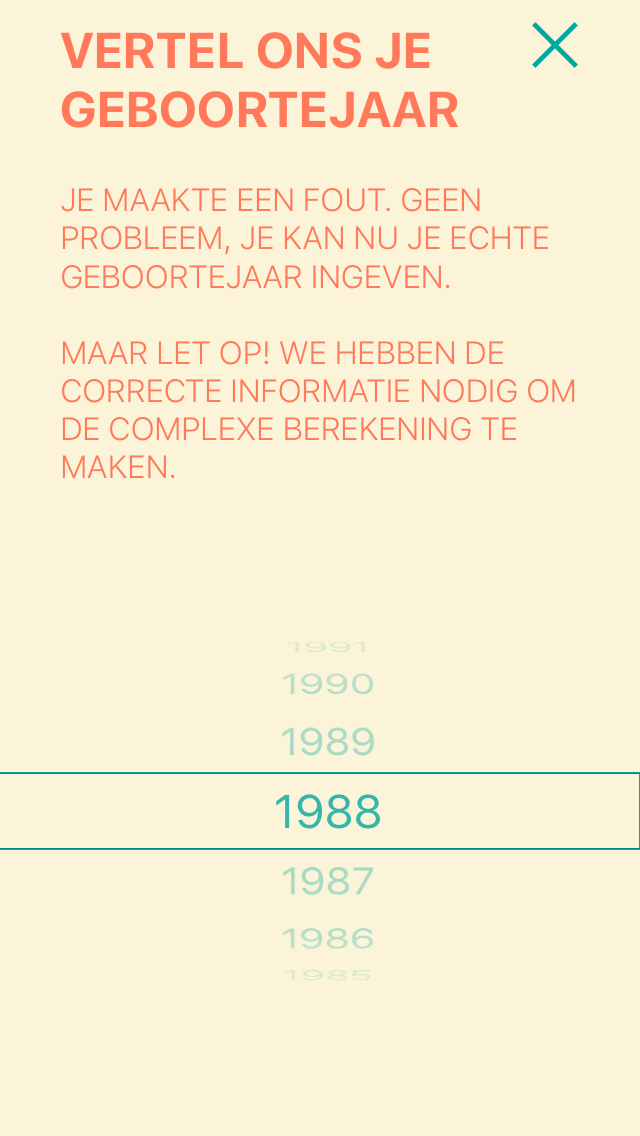 VERTEL ONS JE
GEBOORTEJAAR
JE MAAKTE EEN FOUT. GEEN
PROBLEEM, JE KAN NU JE ECHTE
GEBOORTEJAAR INGEVEN.
MAAR LET OP! WE HEBBEN DE
CORRECTE INFORMATIE NODIG OM
DE COMPLEXE BEREKENING TE
MAKEN.
1991
1990
1989
1988
1987
1986
1985